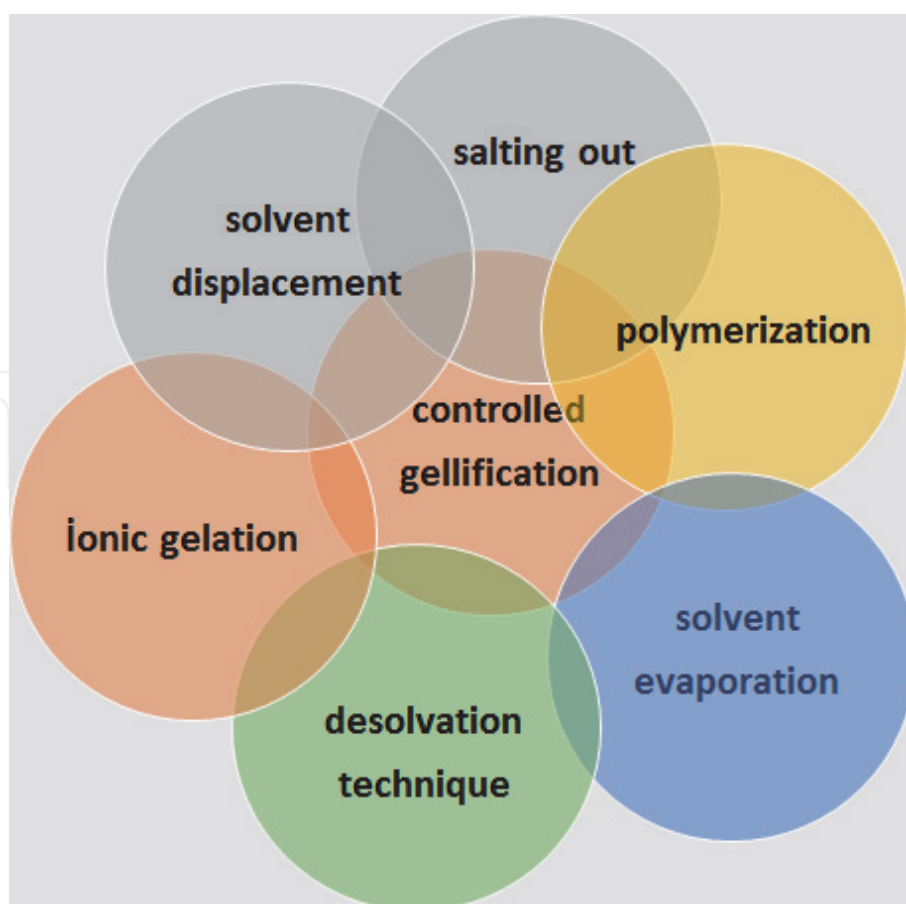 salting out
solvent
displacement
polymerization
controlled
gellification
İonic gelation
solvent
evaporation
desolvation
technique